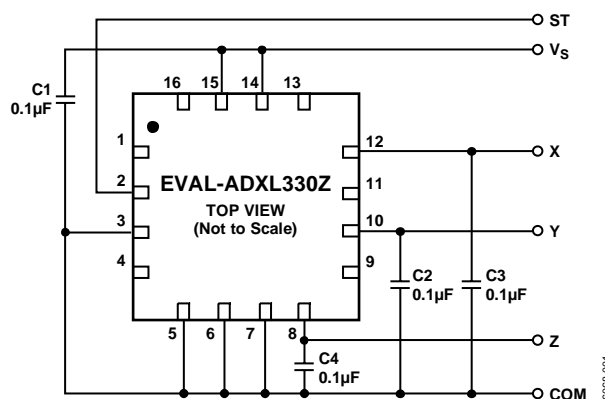 ST
VS
C1
0.1µF
16
15
14
13
1
2
3
4
EVAL-ADXL330Z
TOP VIEW
(Not to Scale)
12
11
10
9
X
Y
C2
0.1µF
C3
0.1µF
5
6
7
8
Z
C4
0.1µF
COM